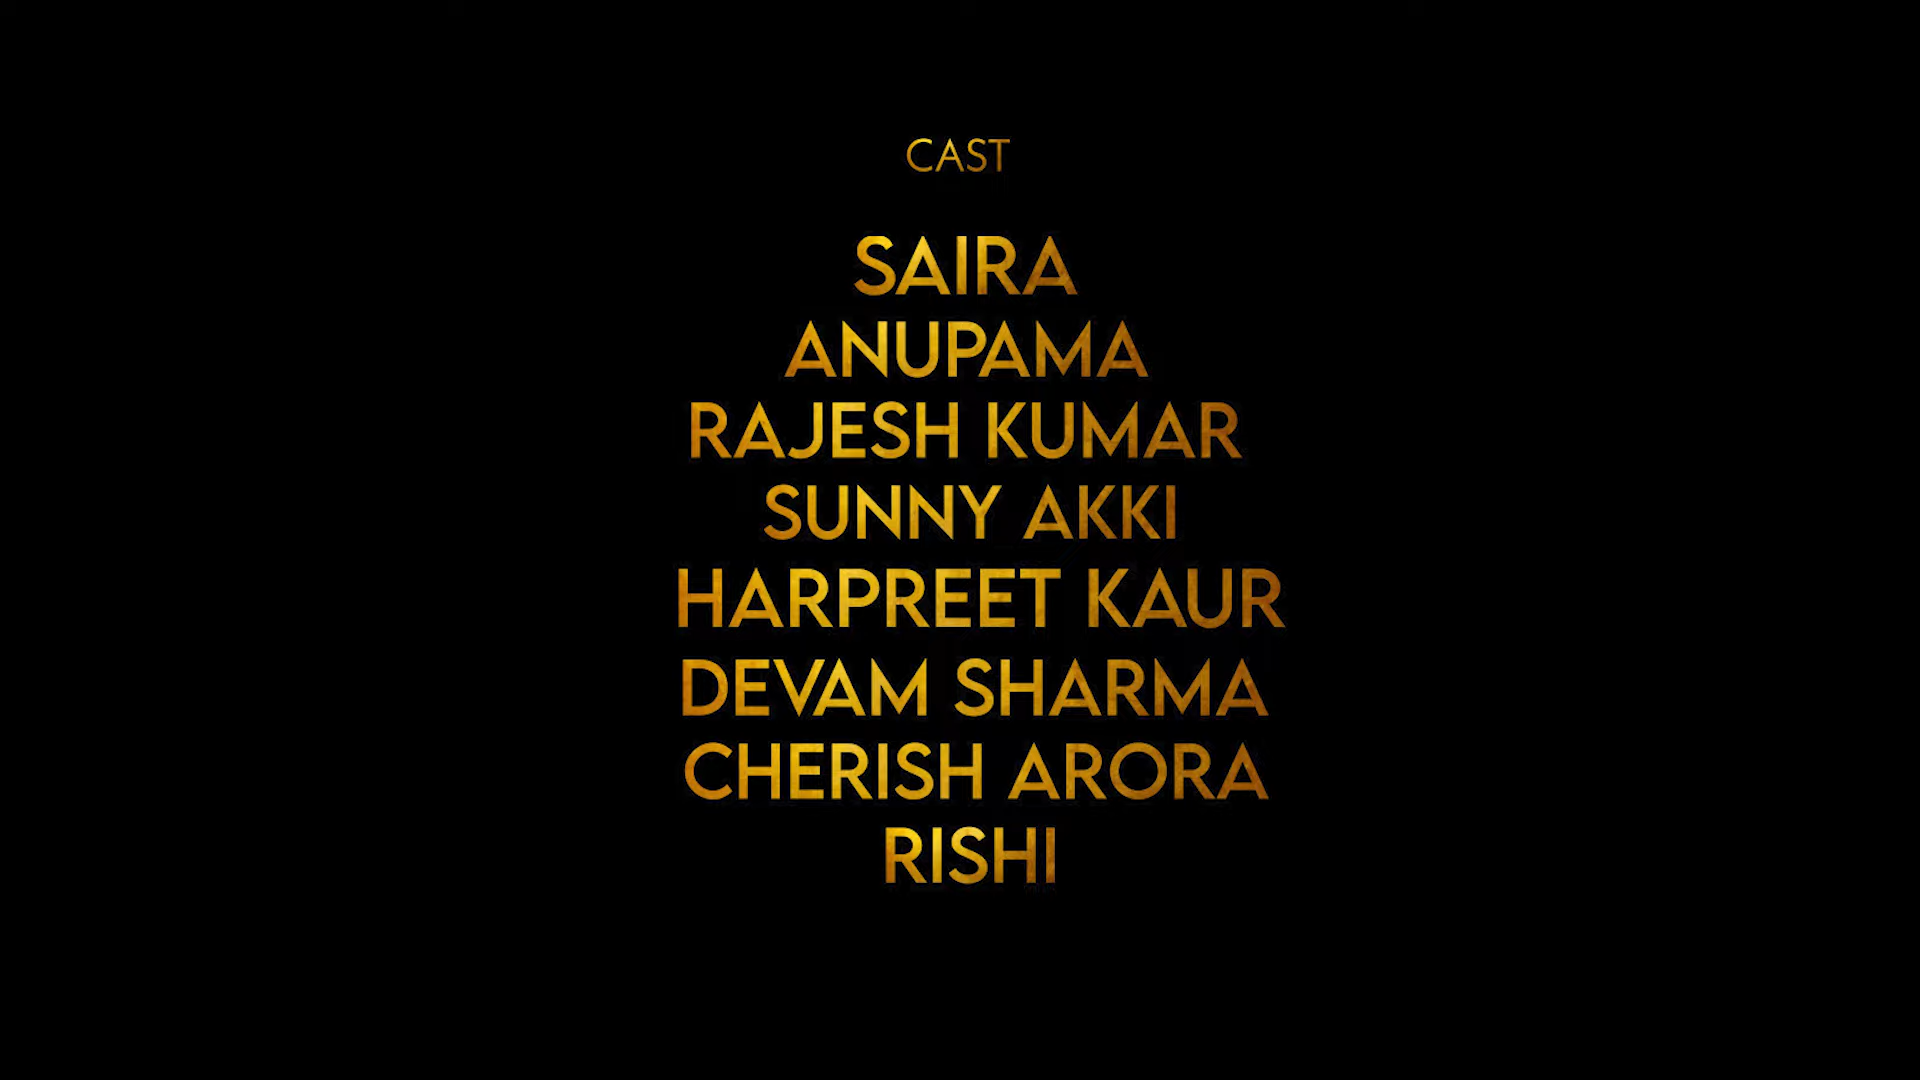 CAST
SAIRA
ANUPAMA
RAJESH KUMAR
SUNNY AKKI
HARPREET KAUR
DEVAM SHARMA
CHERISH ARORA
RISHI